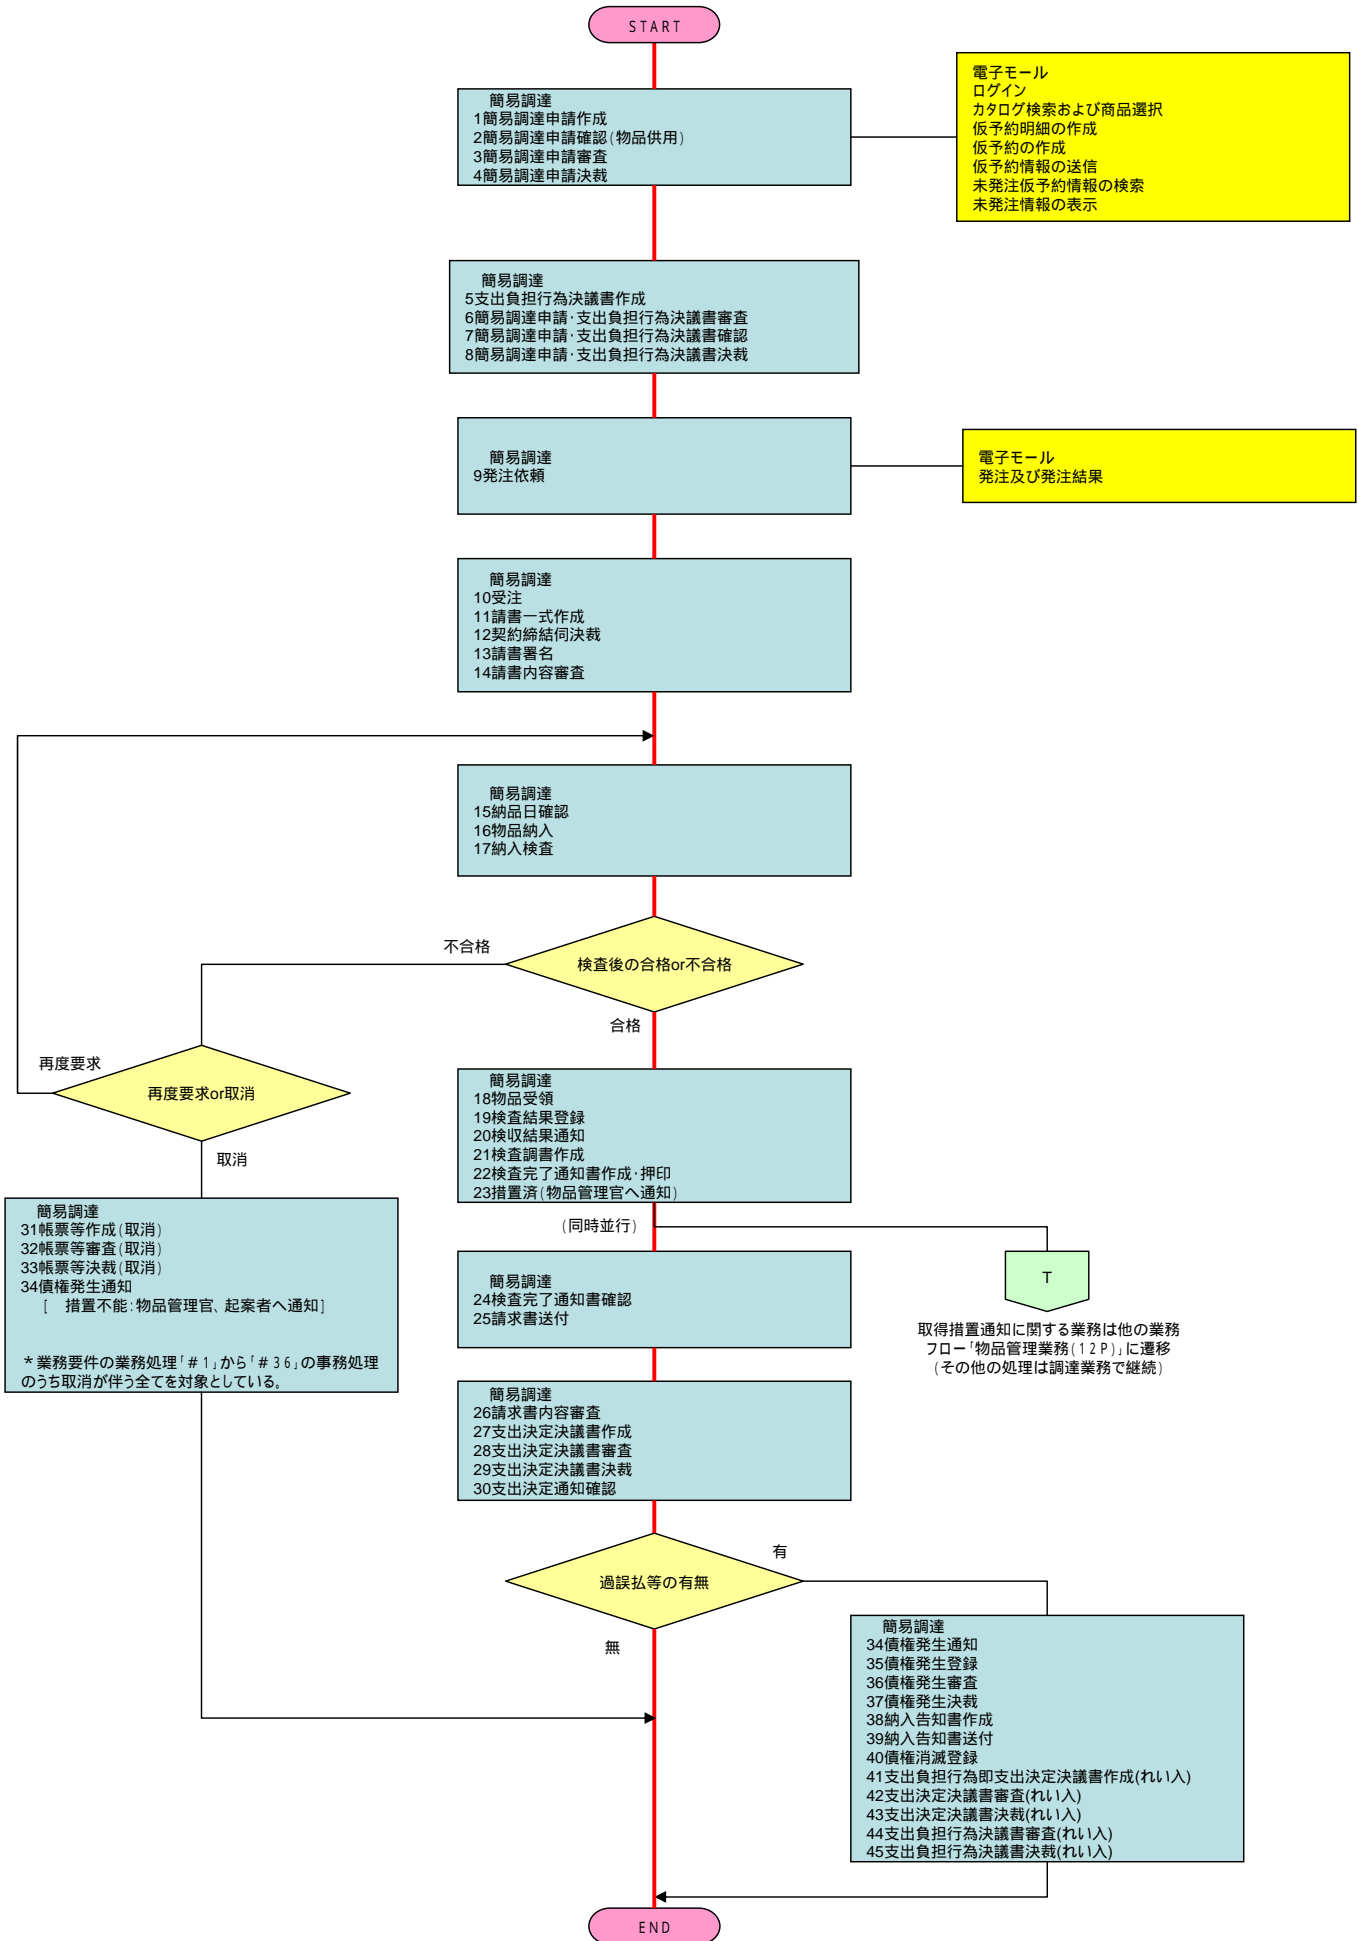 START
簡易調達
1簡易調達申請作成
2簡易調達申請確認(物品供用)
3簡易調達申請審査
4簡易調達申請決裁
電子モール
ログイン
カタログ検索および商品選択
仮予約明細の作成
仮予約の作成
仮予約情報の送信
未発注仮予約情報の検索
未発注情報の表示
簡易調達
5支出負担行為決議書作成
6簡易調達申請・支出負担行為決議書審査
7簡易調達申請・支出負担行為決議書確認
8簡易調達申請・支出負担行為決議書決裁
簡易調達
9発注依頼
電子モール
発注及び発注結果
簡易調達
10受注
11請書一式作成
12契約締結伺決裁
13請書署名
14請書内容審査
簡易調達
15納品日確認
16物品納入
17納入検査
不合格
検査後の合格or不合格
合格
再度要求
再度要求or取消
取消
簡易調達
18物品受領
19検査結果登録
20検収結果通知
21検査調書作成
22検査完了通知書作成・押印
23措置済(物品管理官へ通知)
簡易調達
31帳票等作成(取消)
32帳票等審査(取消)
33帳票等決裁(取消)
34債権発生通知
[ 措置不能:物品管理官、起案者へ通知]
*業務要件の業務処理「#1」から「#36」の事務処理
のうち取消が伴う全てを対象としている。
(同時並行)
簡易調達
24検査完了通知書確認
25請求書送付
T
取得措置通知に関する業務は他の業務
フロー「物品管理業務(12P)」に遷移
(その他の処理は調達業務で継続)
簡易調達
26請求書内容審査
27支出決定決議書作成
28支出決定決議書審査
29支出決定決議書決裁
30支出決定通知確認
過誤払等の有無
有
無
簡易調達
34債権発生通知
35債権発生登録
36債権発生審査
37債権発生決裁
38納入告知書作成
39納入告知書送付
40債権消滅登録
41支出負担行為即支出決定決議書作成(れい入)
42支出決定決議書審査(れい入)
43支出決定決議書決裁(れい入)
44支出負担行為決議書審査(れい入)
45支出負担行為決議書決裁(れい入)
END